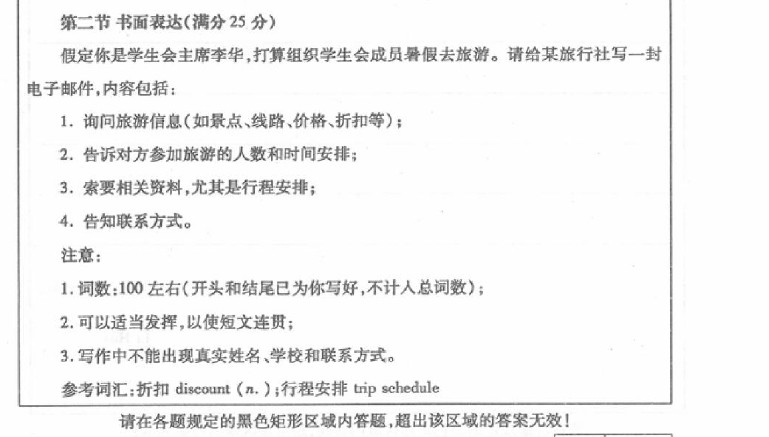 第二节 书面表达(满分 25 分)
假定你是学生会主席李华,打算组织学生会成员暑假去旅游。请给某旅行社写一封
电子邮件,内容包括:
1. 询问旅游信息(如景点、线路、价格、折扣等);
2. 告诉对方参加旅游的人数和时间安排;
3. 索要相关资料,尤其是行程安排;
4. 告知联系方式。
注意:
1. 词数:100 左右(开头和结尾已为你写好,不计人总词数);
2. 可以适当发挥,以使短文连贯;
3. 写作中不能出现真实姓名、学校和联系方式。
参考词汇:折扣 discount (n.);行程安排 trip schedule
请在各题规定的黑色矩形区域内答题,超出该区域的答案无效!